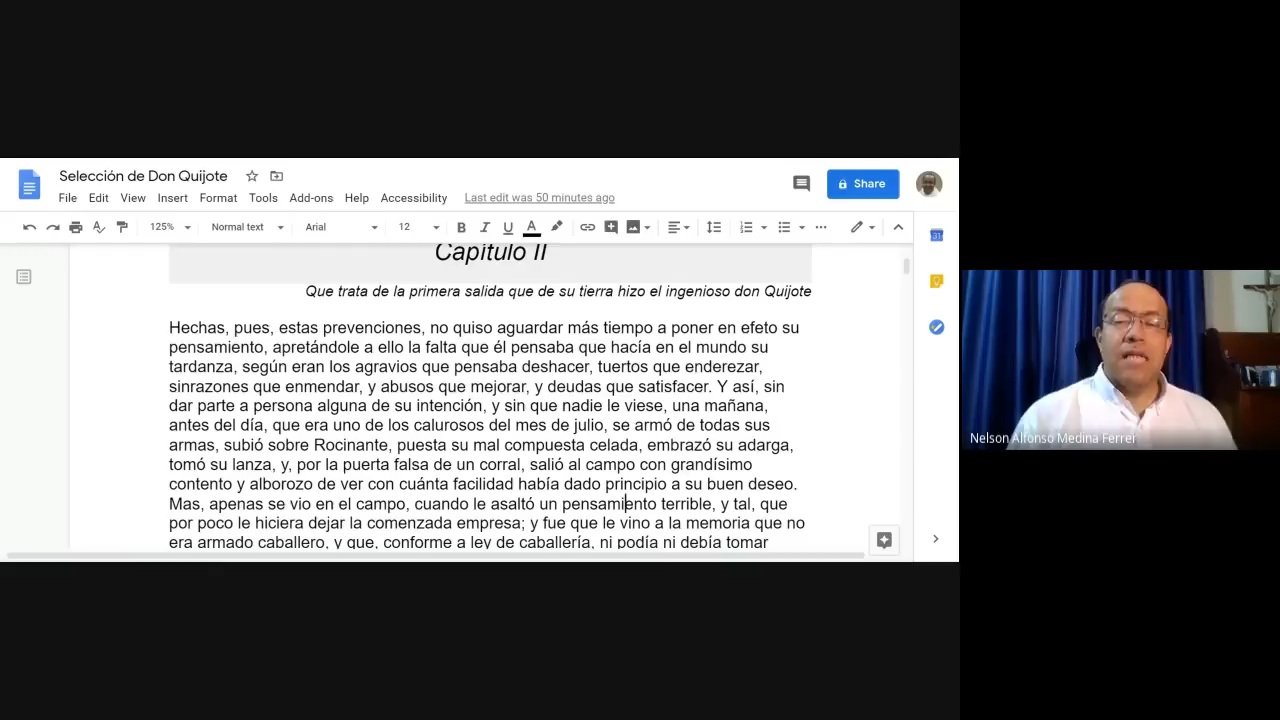 Selección de Don Quijote
File Edit View Insert Format Tools Add-ons Help Accessibility Last edit was 50 minutes ago
Share
125% Normal text Arial 12 B I U A
31
Capítulo II
Que trata de la primera salida que de su tierra hizo el ingenioso don Quijote
Hechas, pues, estas prevenciones, no quiso aguardar más tiempo a poner en efeto su
pensamiento, apretándole a ello la falta que él pensaba que hacía en el mundo su
tardanza, según eran los agravios que pensaba deshacer, tuertos que enderezar,
sinrazones que enmendar, y abusos que mejorar, y deudas que satisfacer. Y así, sin
dar parte a persona alguna de su intención, y sin que nadie le viese, una mañana,
antes del día, que era uno de los calurosos del mes de julio, se armó de todas sus
armas, subió sobre Rocinante, puesta su mal compuesta celada, embrazó su adarga,
tomó su lanza, y, por la puerta falsa de un corral, salió al campo con grandísimo
contento y alborozo de ver con cuánta facilidad había dado principio a su buen deseo.
Mas, apenas se vio en el campo, cuando le asaltó un pensamiento terrible, y tal, que
por poco le hiciera dejar la comenzada empresa; y fue que le vino a la memoria que no
era armado caballero, y que, conforme a ley de caballería, ni podía ni debía tomar
Nelson Alfonso Medina Ferrer